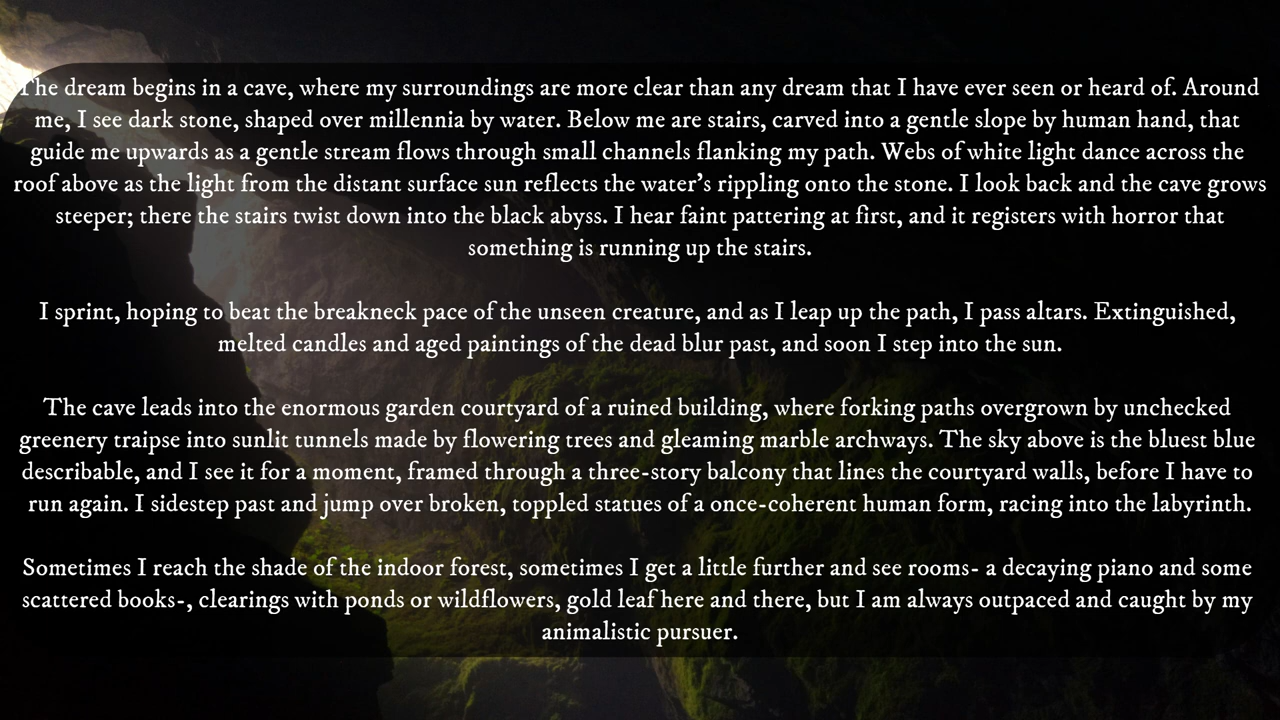 The dream begins in a cave, where my surroundings are more clear than any dream that I have ever seen or heard of. Around
me, I see dark stone, shaped over millennia by water. Below me are stairs, carved into a gentle slope by human hand, that
guide me upwards as a gentle stream flows through small channels flanking my path. Webs of white light dance across the
roof above as the light from the distant surface sun reflects the water's rippling onto the stone. I look back and the cave grows
steeper; there the stairs twist down into the black abyss. I hear faint pattering at first, and it registers with horror that
something is running up the stairs.
I sprint, hoping to beat the breakneck pace of the unseen creature, and as I leap up the path, I pass altars. Extinguished,
melted candles and aged paintings of the dead blur past, and soon I step into the sun.
The cave leads into the enormous garden courtyard of a ruined building, where forking paths overgrown by unchecked
greenery traipse into sunlit tunnels made by flowering trees and gleaming marble archways. The sky above is the bluest blue
describable, and I see it for a moment, framed through a three-story balcony that lines the courtyard walls, before I have to
run again. I sidestep past and jump over broken, toppled statues of a once-coherent human form, racing into the labyrinth.
Sometimes I reach the shade of the indoor forest, sometimes I get a little further and see rooms- a decaying piano and some
scattered books-, clearings with ponds or wildflowers, gold leaf here and there, but I am always outpaced and caught by my
animalistic pursuer.